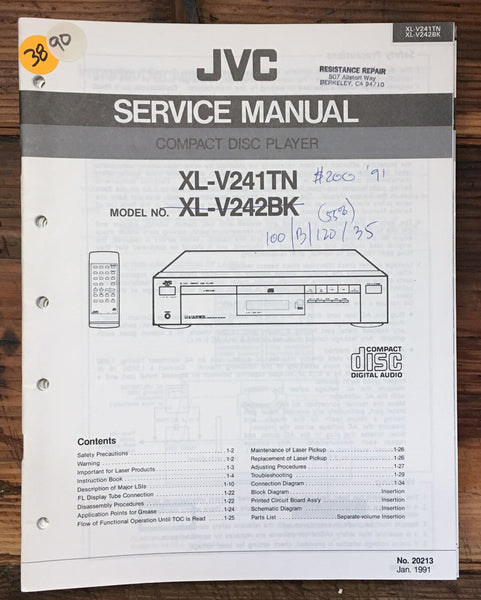 XL-V241TN
XL-V242BK
38
90
JVC
RESISTANCE REPAIR
507 Allston Way
BERKELEY, CA 94710
SERVICE MANUAL
COMPACT DISC PLAYER
XL-V241TN $200 '91
MODEL NO. XL-V242BK (55%)
100/B/120/35
JVC
JVC
COMPACT
disc
DIGITAL AUDIO
Contents
Safety Precautions 1-2
Warning 1-2
Important for Laser Products 1-3
Instruction Book 1-4
Description of Major LSIs 1-10
FL Display Tube Connection 1-22
Disassembly Procedures 1-22
Application Points for Grease 1-24
Flow of Functional Operation Until TOC is Read 1-25
Maintenance of Laser Pickup 1-26
Replacement of Laser Pickup 1-26
Adjusting Procedures 1-27
Troubleshooting 1-29
Connection Diagram 1-34
Block Diagram Insertion
Printed Circuit Board Ass'y Insertion
Schematic Diagram Insertion
Parts List Separate-volume Insertion
No. 20213
Jan. 1991